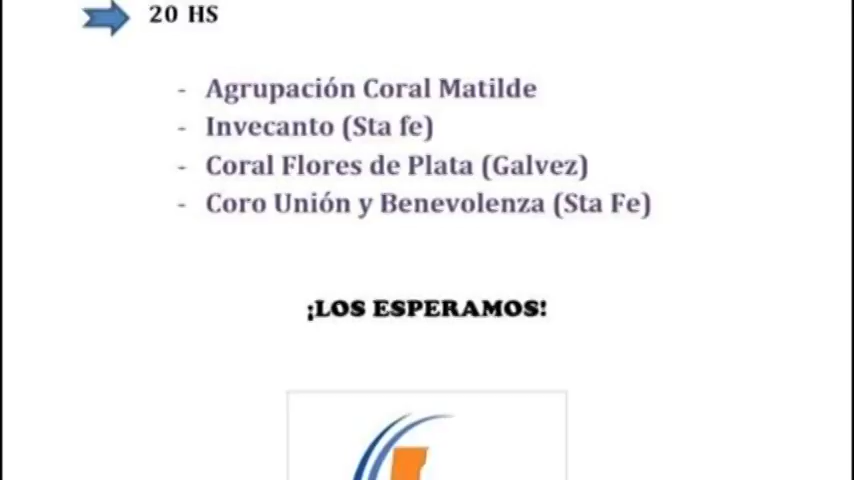 20 HS
- Agrupación Coral Matilde
- Invecanto (Sta fe)
- Coral Flores de Plata (Galvez)
- Coro Unión y Benevolenza (Sta Fe)
¡LOS ESPERAMOS!